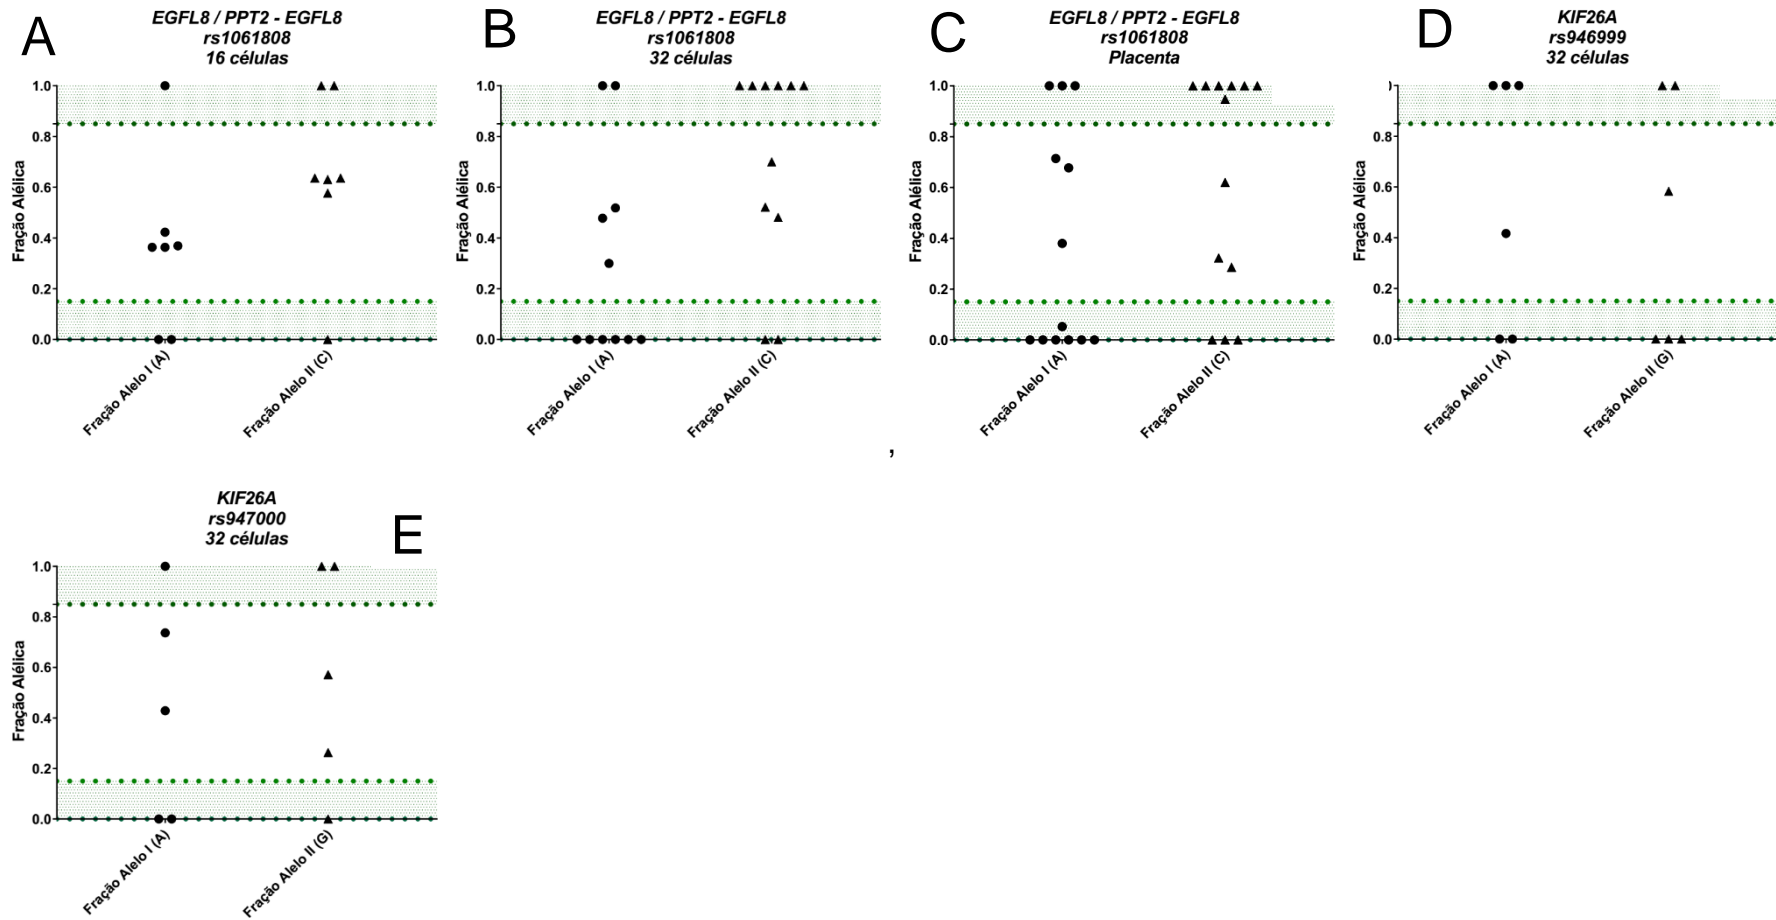 A
EGFL8 / PPT2 - EGFL8
rs1061808
16 células
Fração Alélica
1.0
0.8
0.6
0.4
0.2
0.0
Fração Alelo I (A)
Fração Alelo II (C)
B
EGFL8 / PPT2 - EGFL8
rs1061808
32 células
Fração Alélica
1.0
0.8
0.6
0.4
0.2
0.0
Fração Alelo I (A)
Fração Alelo II (C)
C
EGFL8 / PPT2 - EGFL8
rs1061808
Placenta
Fração Alélica
1.0
0.8
0.6
0.4
0.2
0.0
Fração Alelo I (A)
Fração Alelo II (C)
D
KIF26A
rs946999
32 células
Fração Alélica
0.8
0.6
0.4
0.2
0.0
Fração Alelo I (A)
Fração Alelo II (G)
,
E
KIF26A
rs947000
32 células
Fração Alélica
1.0
0.8
0.6
0.4
0.2
0.0
Fração Alelo I (A)
Fração Alelo II (G)